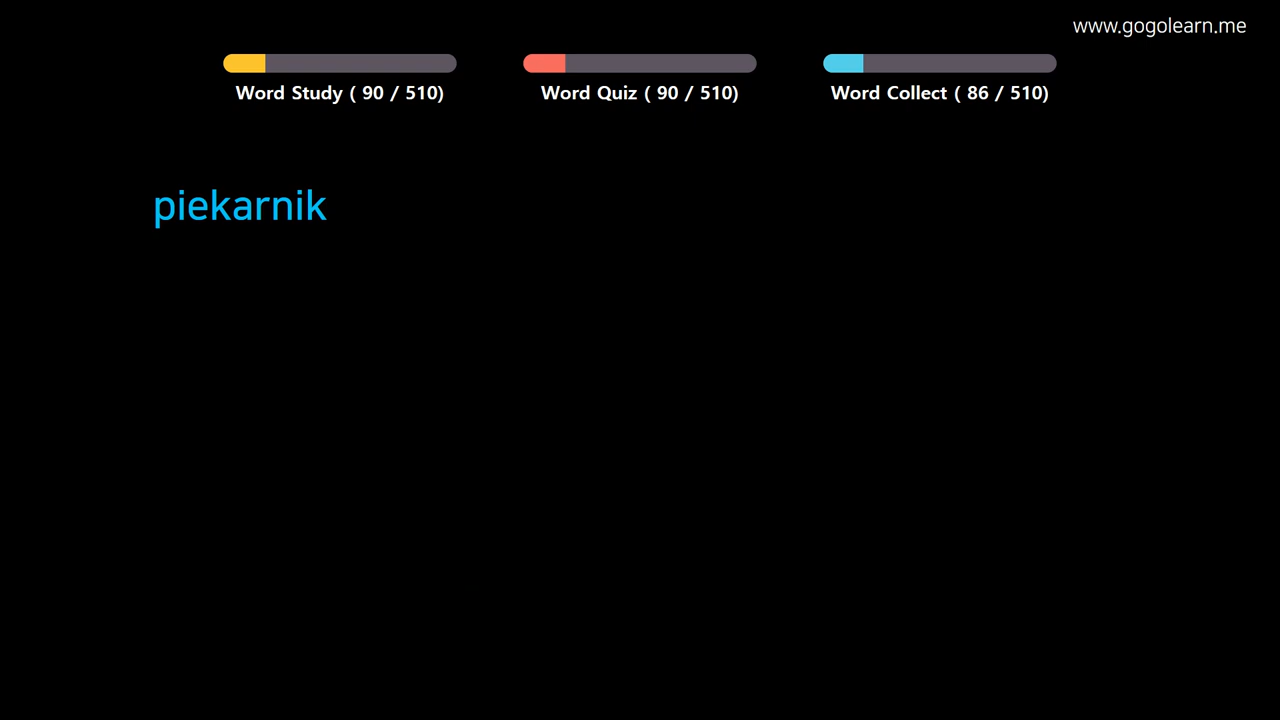 www.gogolearn.me
Word Study ( 90 / 510)
Word Quiz ( 90 / 510)
Word Collect ( 86 / 510)
piekarnik